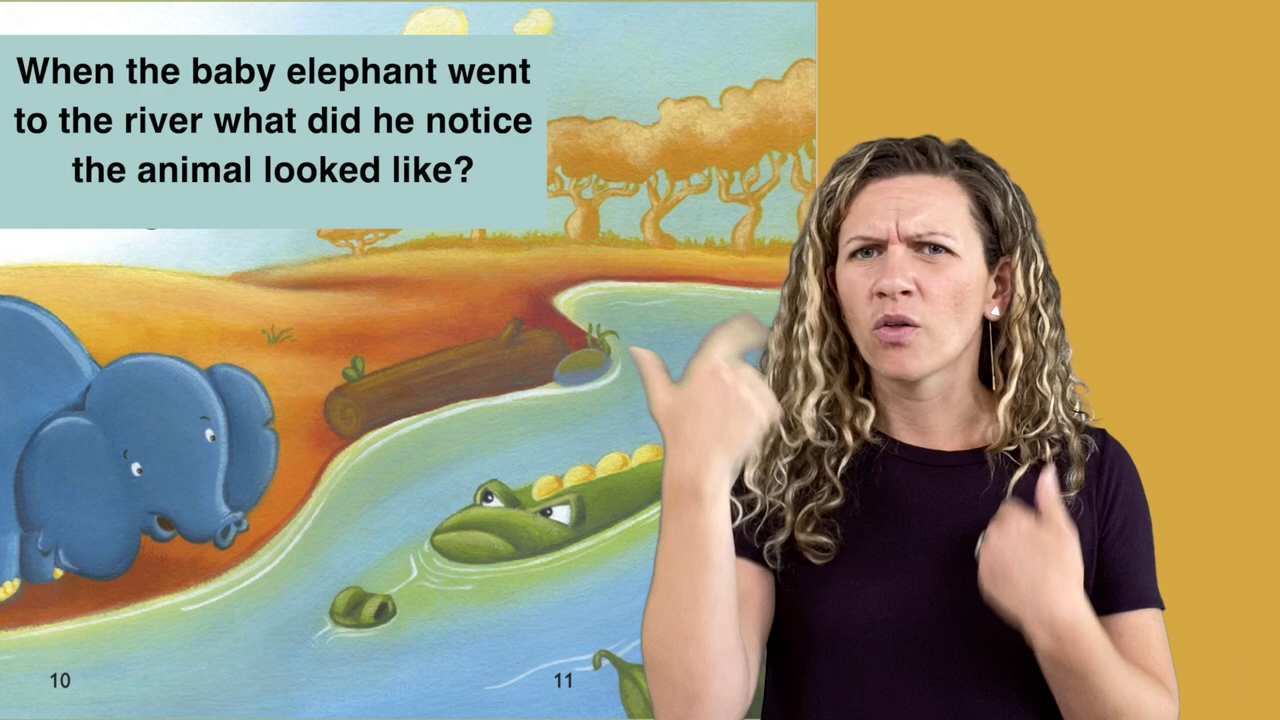 When the baby elephant went
to the river what did he notice
the animal looked like?
10
11